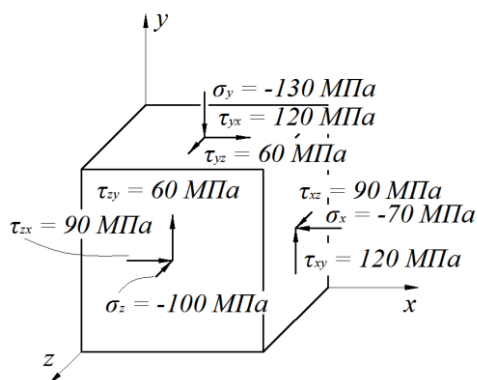 y
σy = -130 МПа
τyx = 120 МПа
τyz = 60 МПа
τzy = 60 МПа
τxz = 90 МПа
τzx = 90 МПа
σx = -70 МПа
τxy = 120 МПа
σz = -100 МПа
x
z